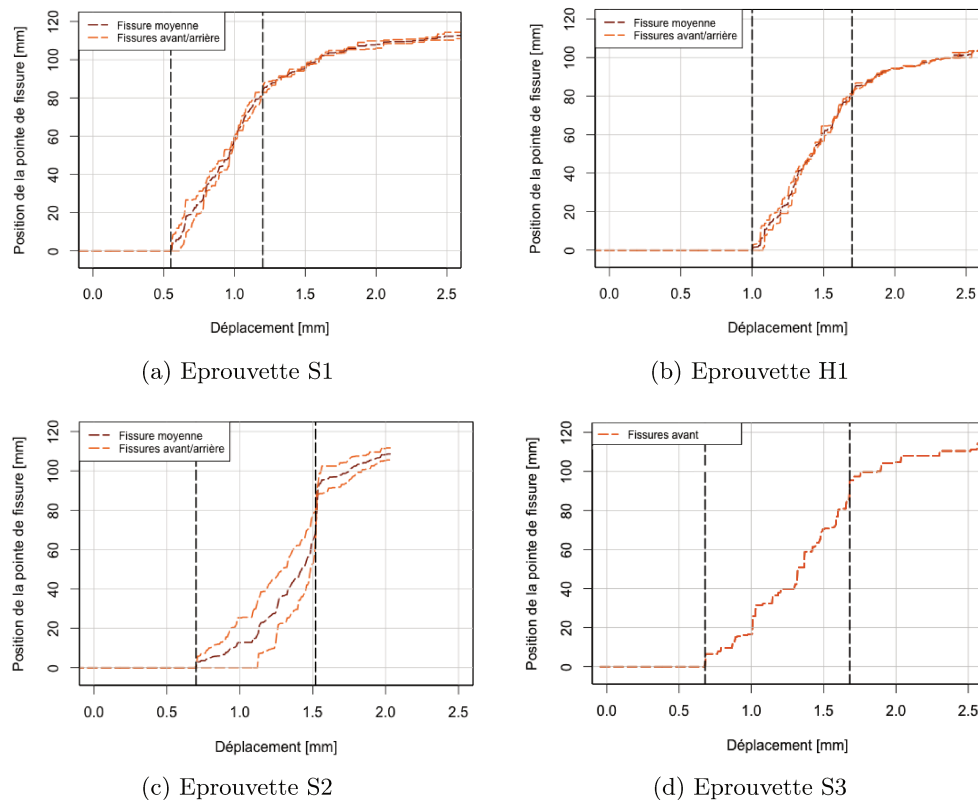 Fissure moyenne
Fissures avant/arrière
Position de la pointe de fissure [mm]
0 20 40 60 80 100 120
0.0 0.5 1.0 1.5 2.0 2.5
Déplacement [mm]
(a) Eprouvette S1
Fissure moyenne
Fissures avant/arrière
Position de la pointe de fissure [mm]
0 20 40 60 80 100 120
0.0 0.5 1.0 1.5 2.0 2.5
Déplacement [mm]
(b) Eprouvette H1
Fissure moyenne
Fissures avant/arrière
Position de la pointe de fissure [mm]
0 20 40 60 80 100 120
0.0 0.5 1.0 1.5 2.0 2.5
Déplacement [mm]
(c) Eprouvette S2
Fissures avant
Position de la pointe de fissure [mm]
0 20 40 60 80 100 120
0.0 0.5 1.0 1.5 2.0 2.5
Déplacement [mm]
(d) Eprouvette S3